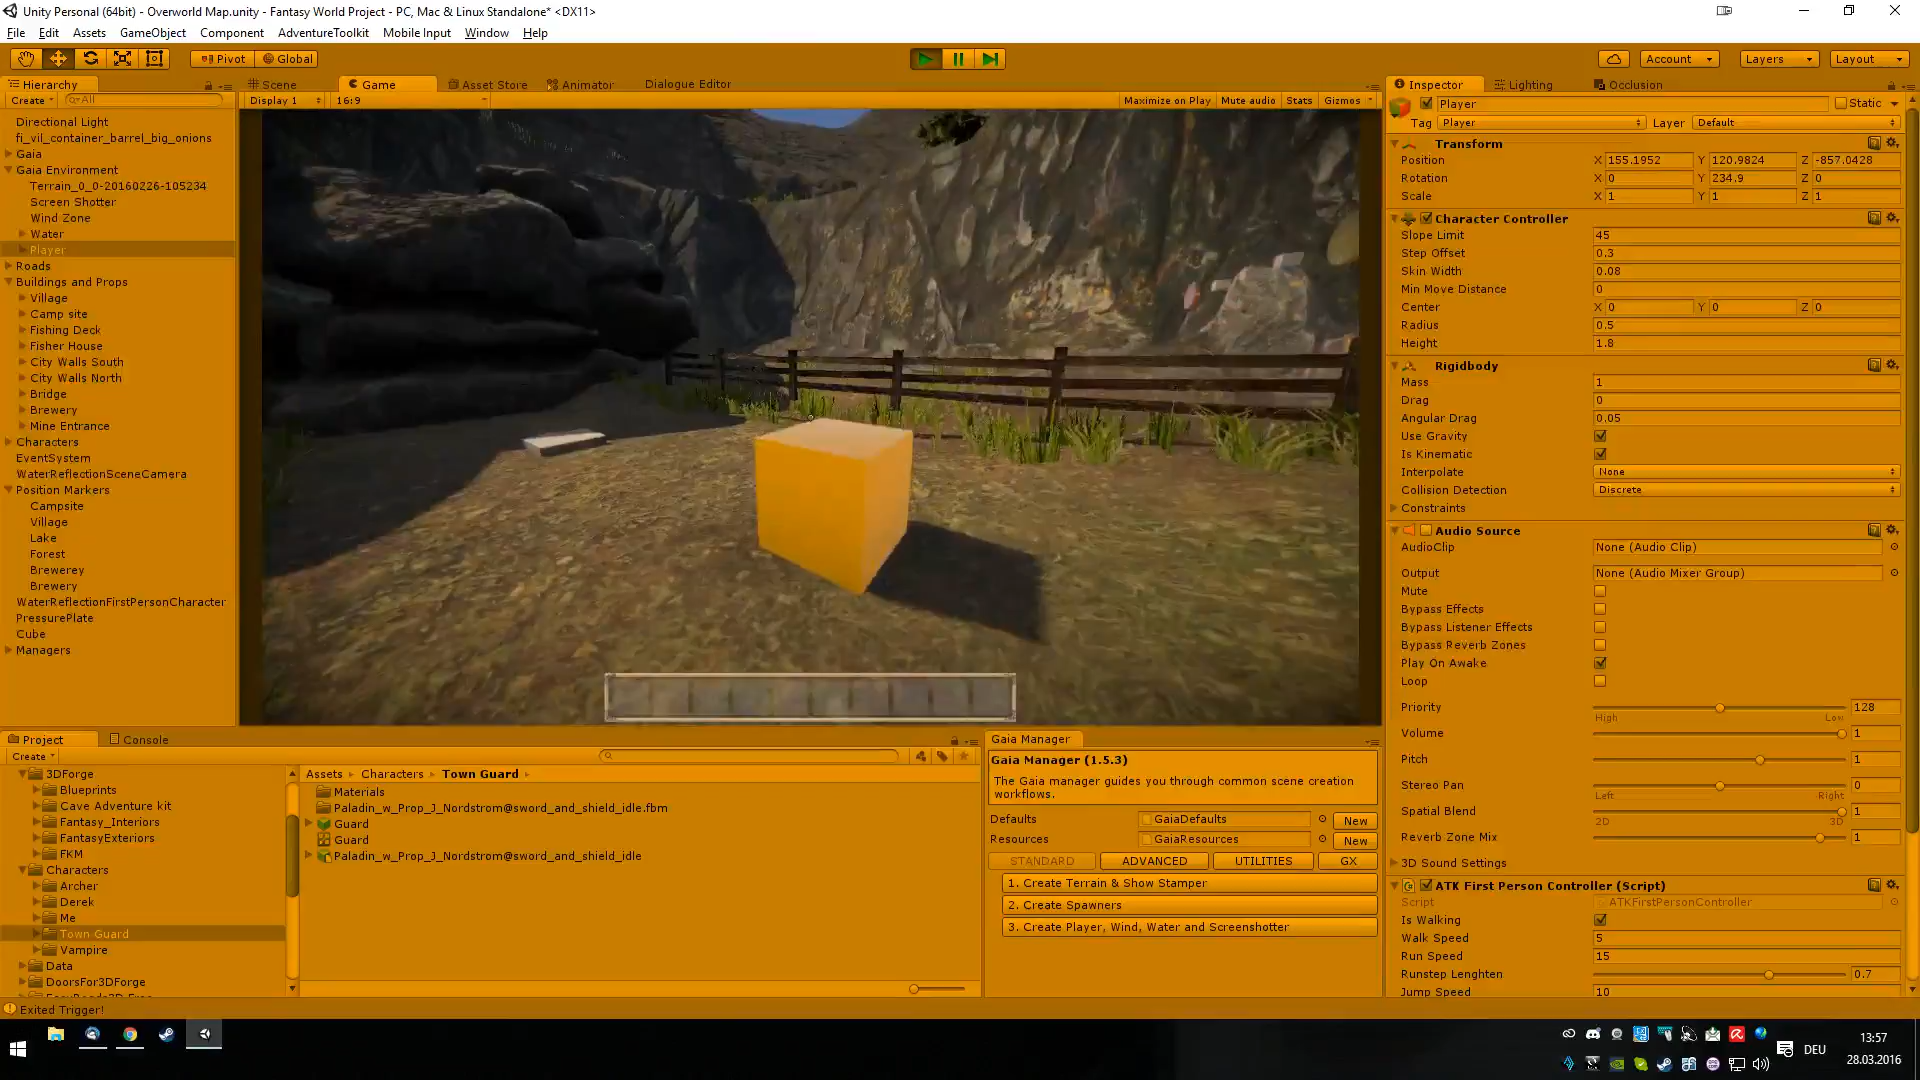 Unity Personal (64bit) - Overworld Map.unity - Fantasy World Project - PC, Mac & Linux Standalone* <DX11>
File Edit Assets GameObject Component AdventureToolkit Mobile Input Window Help
Pivot Global Account Layers Layout
Hierarchy Scene Game Asset Store Animator Dialogue Editor Inspector Lighting Occlusion
Create All Display 1 16:9 Maximize on Play Mute audio Stats Gizmos
Directional Light
fi_vil_container_barrel_big_onions
Gaia
Gaia Environment
Terrain_0_0-20160226-105234
Screen Shotter
Wind Zone
Water
Player
Roads
Buildings and Props
Village
Camp site
Fishing Deck
Fisher House
City Walls South
City Walls North
Bridge
Brewery
Mine Entrance
Characters
EventSystem
WaterReflectionSceneCamera
Position Markers
Campsite
Village
Lake
Forest
Brewerey
Brewery
WaterReflectionFirstPersonCharacter
PressurePlate
Cube
Managers
Player Static
Tag Player Layer Default
Transform
Position X 155.1952 Y 120.9824 Z -857.0428
Rotation X 0 Y 234.9 Z 0
Scale X 1 Y 1 Z 1
Character Controller
Slope Limit 45
Step Offset 0.3
Skin Width 0.08
Min Move Distance 0
Center X 0 Y 0 Z 0
Radius 0.5
Height 1.8
Rigidbody
Mass 1
Drag 0
Angular Drag 0.05
Use Gravity
Is Kinematic
Interpolate None
Collision Detection Discrete
Constraints
Audio Source
AudioClip None (Audio Clip)
Output None (Audio Mixer Group)
Mute
Bypass Effects
Bypass Listener Effects
Bypass Reverb Zones
Play On Awake
Loop
Priority 128
High Low
Volume 1
Pitch 1
Stereo Pan 0
Left Right
Spatial Blend 1
2D 3D
Reverb Zone Mix 1
3D Sound Settings
ATK First Person Controller (Script)
Script ATKFirstPersonController
Is Walking
Walk Speed 5
Run Speed 15
Runstep Lenghten 0.7
Jump Speed 10
Project Console
Create
3DForge
Blueprints
Cave Adventure kit
Fantasy_Interiors
FantasyExteriors
FKM
Characters
Archer
Derek
Me
Town Guard
Vampire
Data
DoorsFor3DForge
Assets Characters Town Guard
Materials
Paladin_w_Prop_J_Nordstrom@sword_and_shield_idle.fbm
Guard
Guard
Paladin_w_Prop_J_Nordstrom@sword_and_shield_idle
Gaia Manager
Gaia Manager (1.5.3)
The Gaia manager guides you through common scene creation
workflows.
Defaults GaiaDefaults New
Resources GaiaResources New
STANDARD ADVANCED UTILITIES GX
1. Create Terrain & Show Stamper
2. Create Spawners
3. Create Player, Wind, Water and Screenshotter
Exited Trigger!
DEU
13:57
28.03.2016